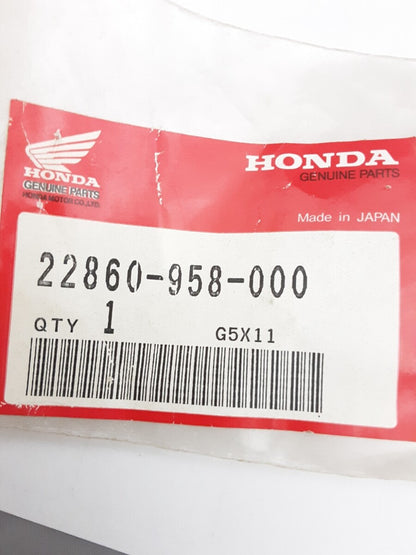 HONDA
GENUINE PARTS
HONDA MOTOR CO., LTD.
HONDA
GENUINE PARTS
Made in JAPAN
22860-958-000
QTY 1 G5X11